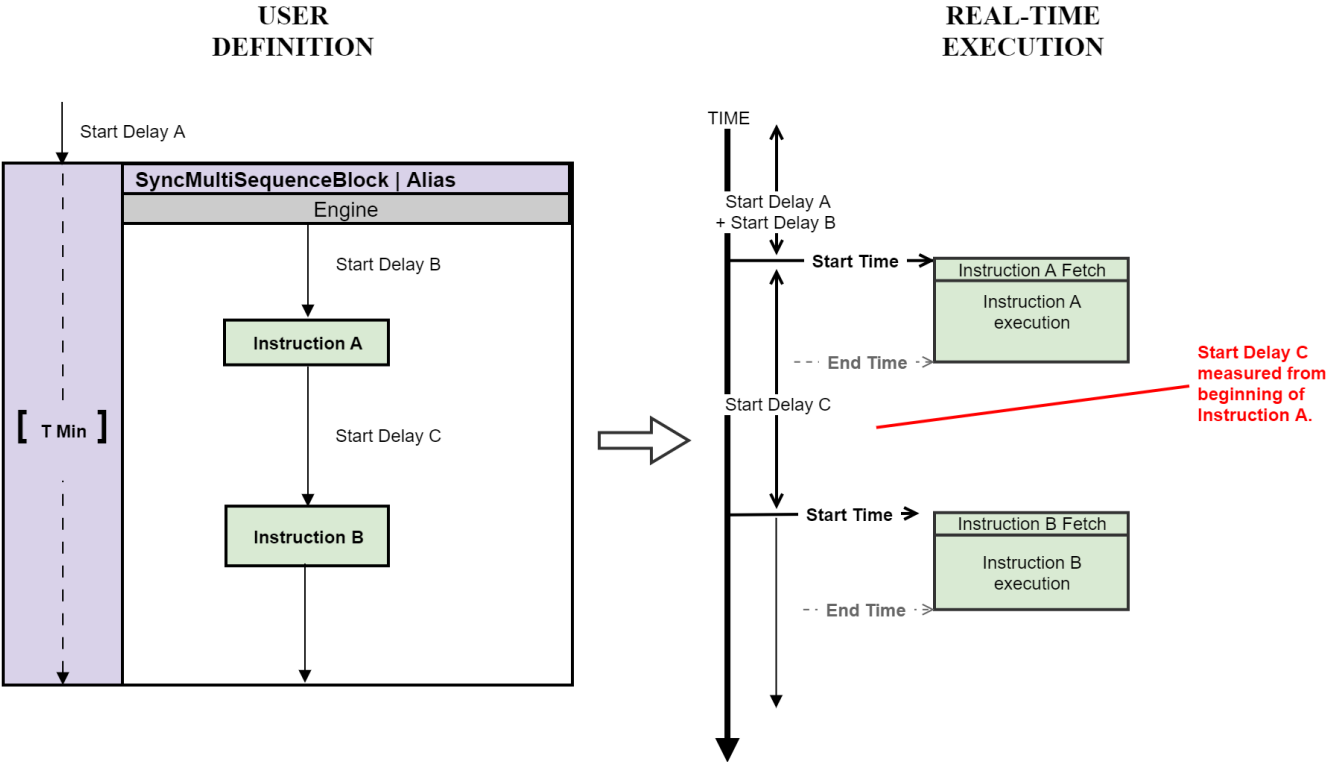 USER
DEFINITION
Start Delay A
SyncMultiSequenceBlock | Alias
Engine
Start Delay B
Instruction A
Start Delay C
[ T Min ]
Instruction B
REAL-TIME
EXECUTION
TIME
Start Delay A
+ Start Delay B
Start Time
Instruction A Fetch
Instruction A
execution
End Time
Start Delay C
Start Delay C
measured from
beginning of
Instruction A.
Start Time
Instruction B Fetch
Instruction B
execution
End Time